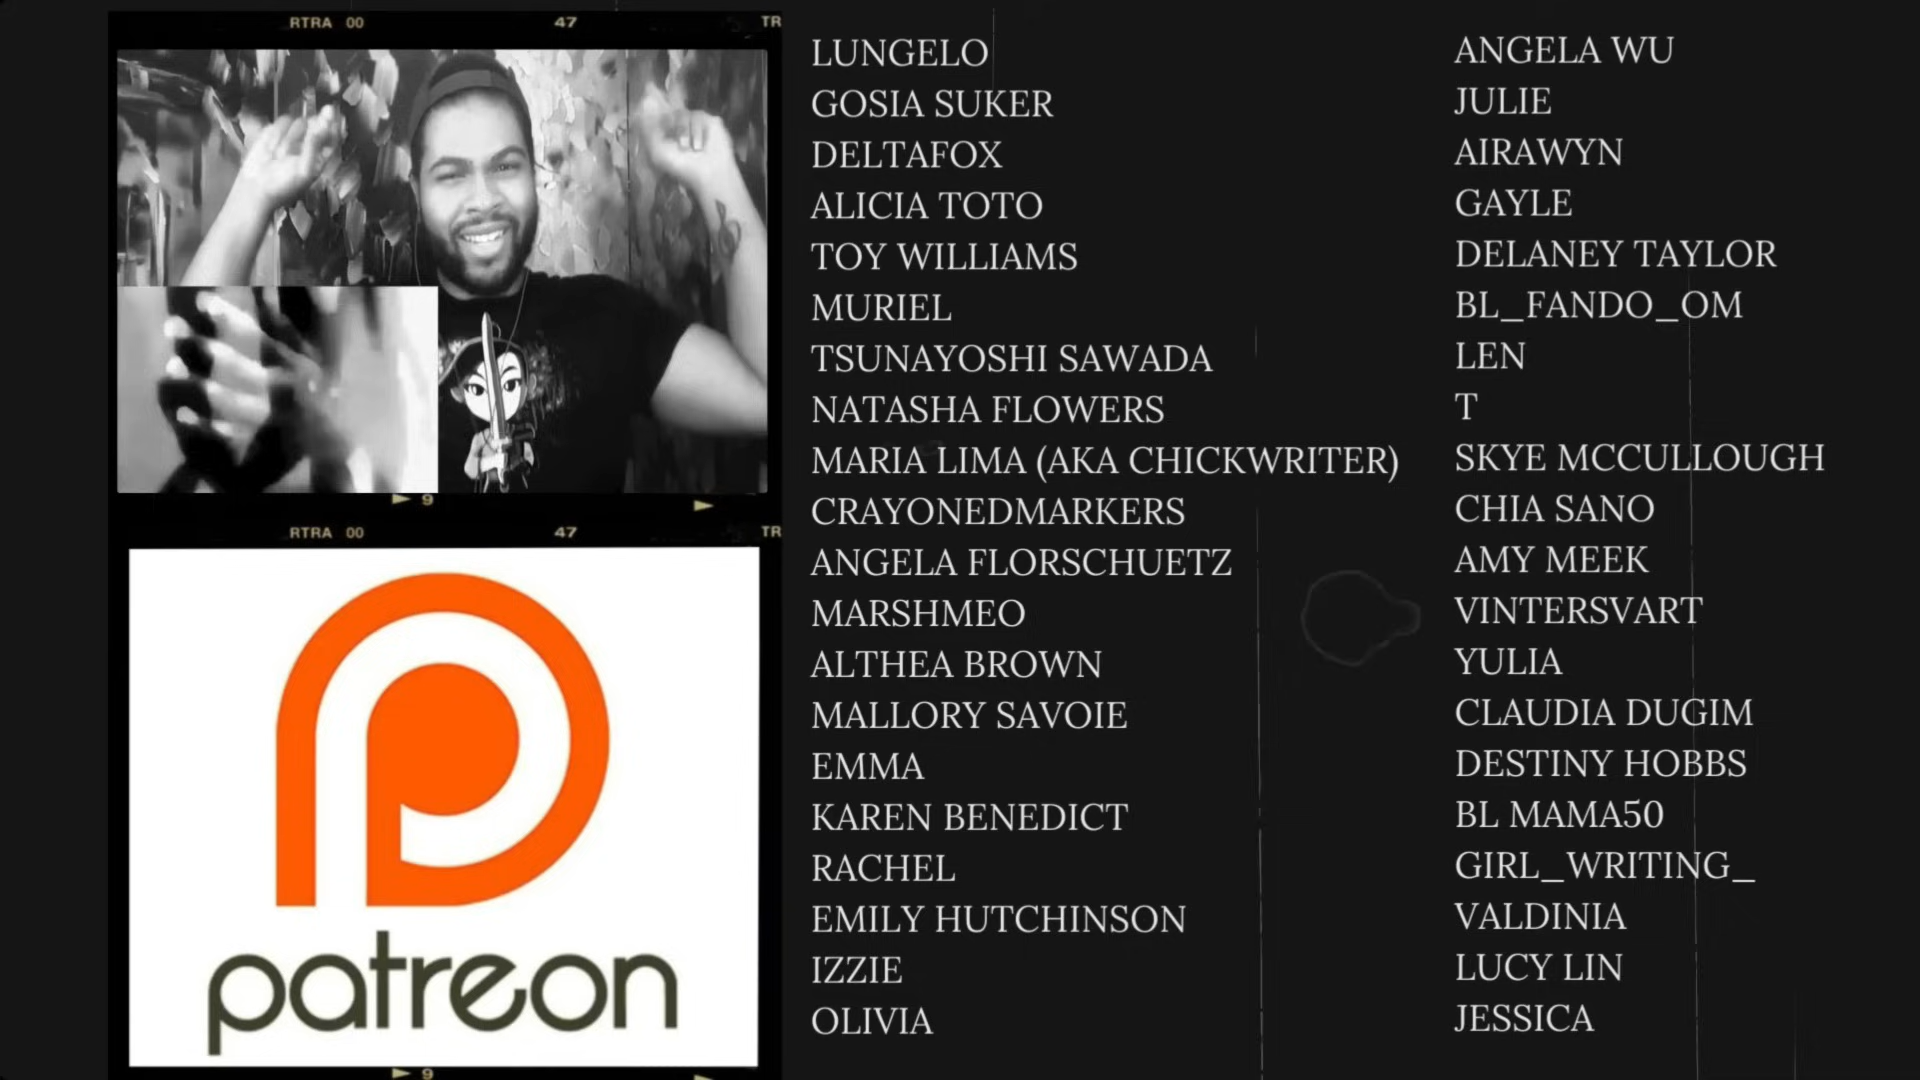 RTRA 00 47 TR
9
RTRA 00 47 TR
patreon
9
LUNGELO
GOSIA SUKER
DELTAFOX
ALICIA TOTO
TOY WILLIAMS
MURIEL
TSUNAYOSHI SAWADA
NATASHA FLOWERS
MARIA LIMA (AKA CHICKWRITER)
CRAYONEDMARKERS
ANGELA FLORSCHUETZ
MARSHMEO
ALTHEA BROWN
MALLORY SAVOIE
EMMA
KAREN BENEDICT
RACHEL
EMILY HUTCHINSON
IZZIE
OLIVIA
ANGELA WU
JULIE
AIRAWYN
GAYLE
DELANEY TAYLOR
BL_FANDO_OM
LEN
T
SKYE MCCULLOUGH
CHIA SANO
AMY MEEK
VINTERSVART
YULIA
CLAUDIA DUGIM
DESTINY HOBBS
BL MAMA50
GIRL_WRITING_
VALDINIA
LUCY LIN
JESSICA